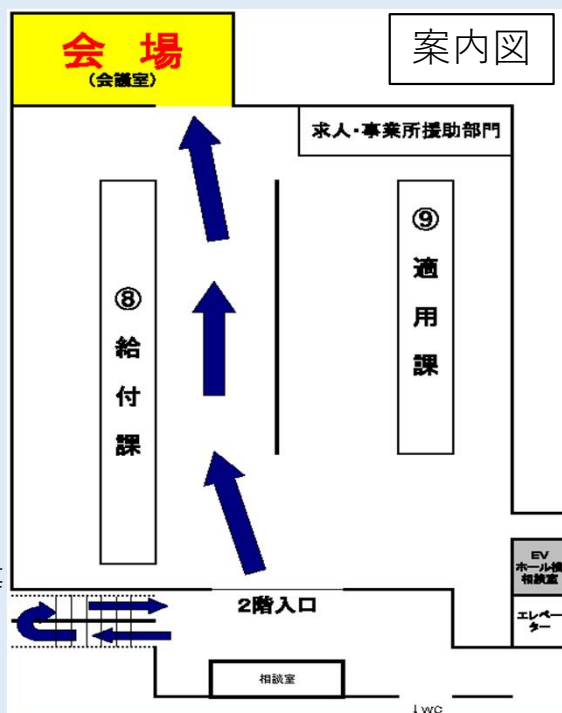 会 場
(会議室)
案内図
求人・事業所援助部門
⑧給付課
⑨適用課
EV
ホール横
相談室
エレベー
ター
2階入口
相談室
↓WC